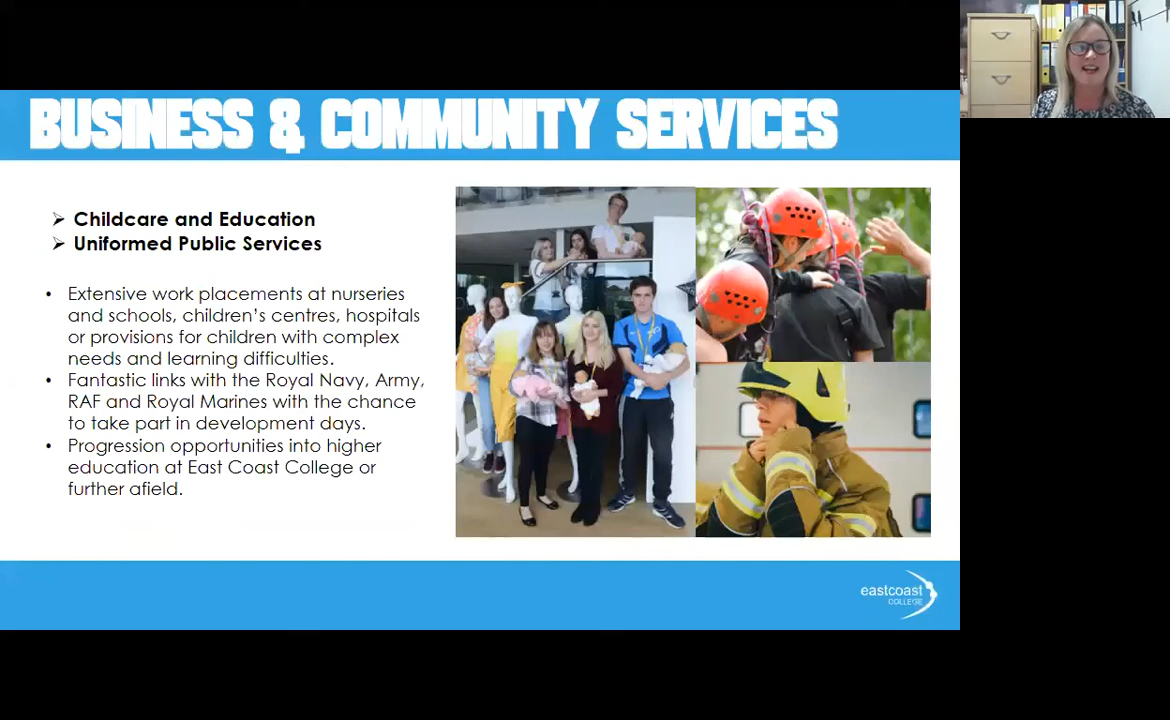 BUSINESS & COMMUNITY SERVICES
➢ Childcare and Education
➢ Uniformed Public Services
• Extensive work placements at nurseries
and schools, children's centres, hospitals
or provisions for children with complex
needs and learning difficulties.
• Fantastic links with the Royal Navy, Army,
RAF and Royal Marines with the chance
to take part in development days.
• Progression opportunities into higher
education at East Coast College or
further afield.
eastcoast
COLLEGE